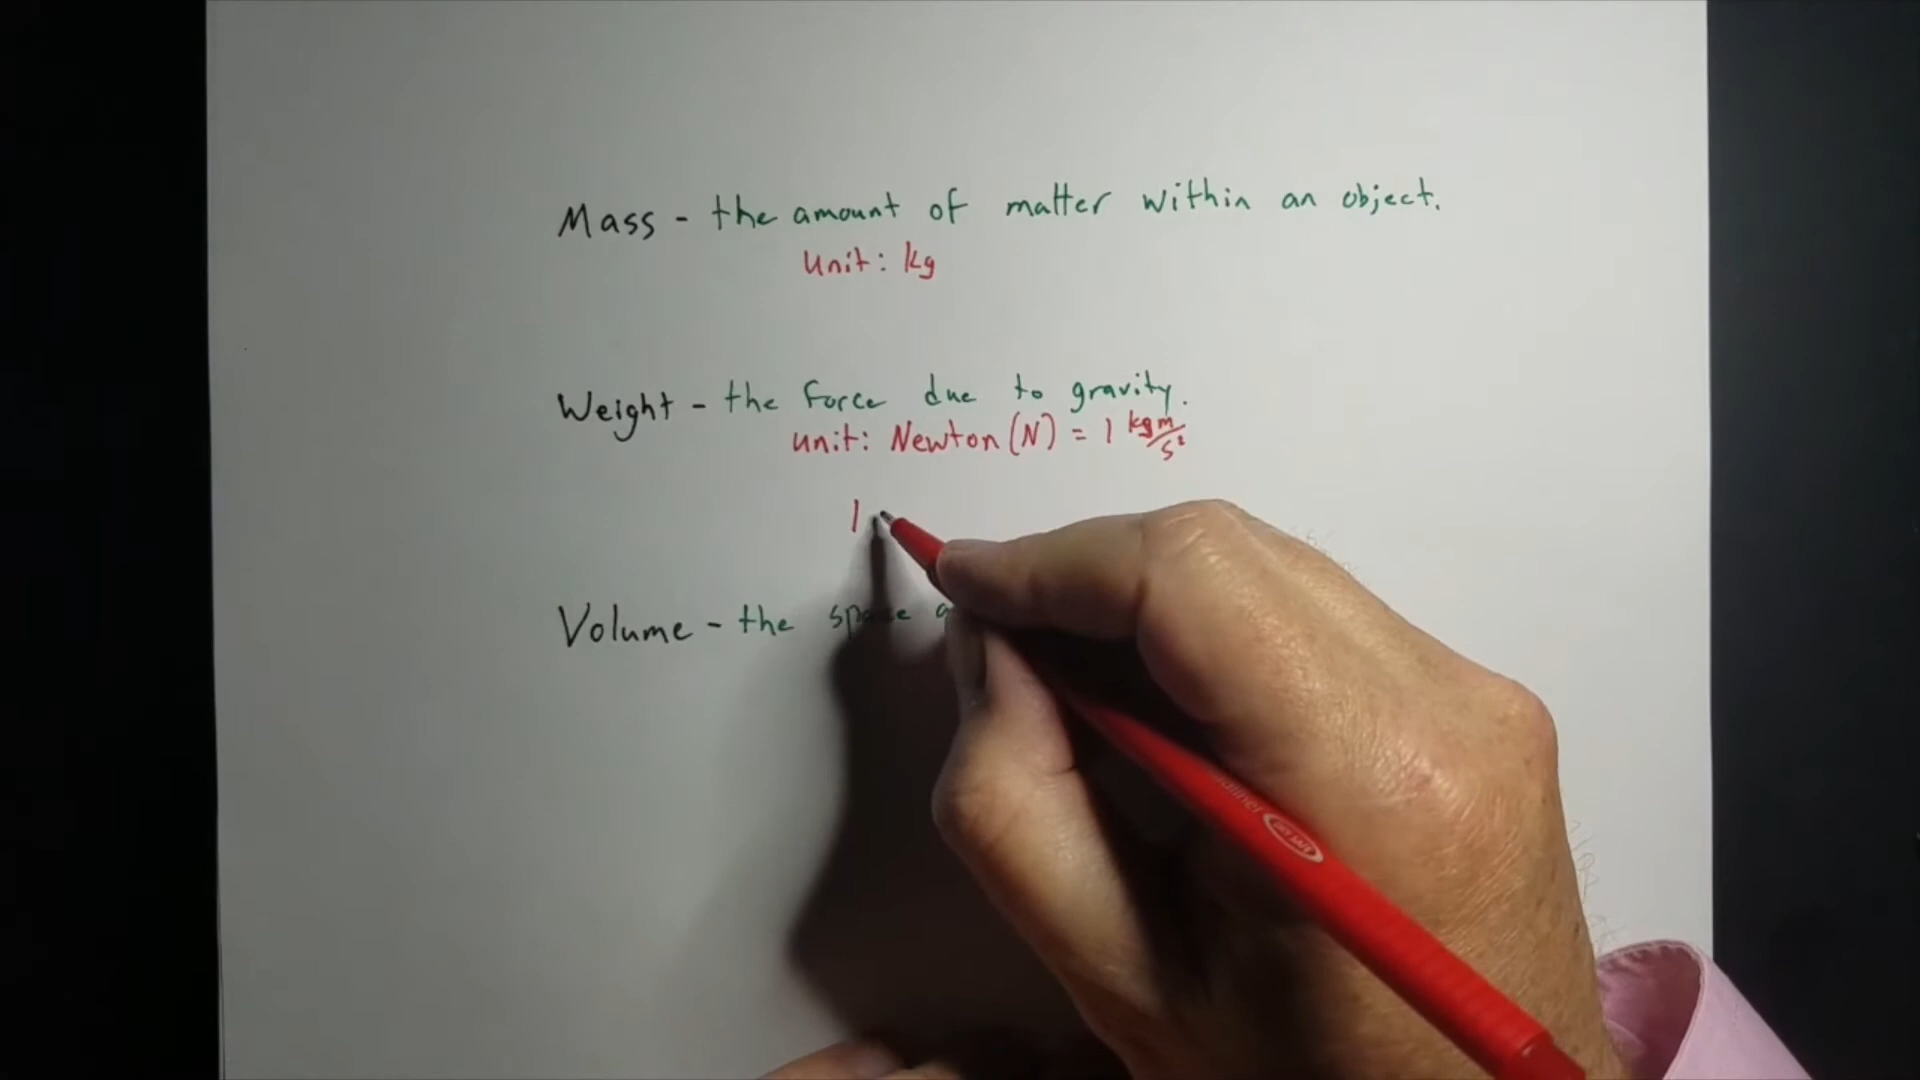 Mass - the amount of matter within an object.
Unit: kg
Weight - the force due to gravity.
unit: Newton (N) = 1 kgm/s²
1
Volume - the space